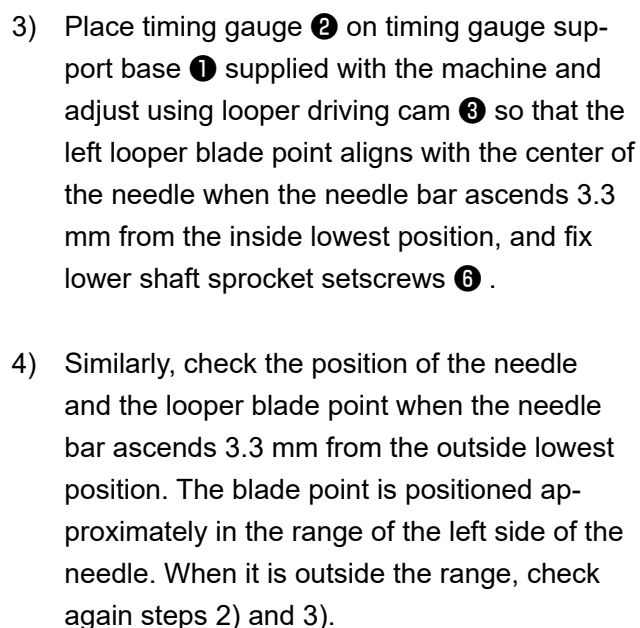 3) Place timing gauge ❷ on timing gauge sup-
port base ❶ supplied with the machine and
adjust using looper driving cam ❸ so that the
left looper blade point aligns with the center of
the needle when the needle bar ascends 3.3
mm from the inside lowest position, and fix
lower shaft sprocket setscrews ❻ .
4) Similarly, check the position of the needle
and the looper blade point when the needle
bar ascends 3.3 mm from the outside lowest
position. The blade point is positioned ap-
proximately in the range of the left side of the
needle. When it is outside the range, check
again steps 2) and 3).